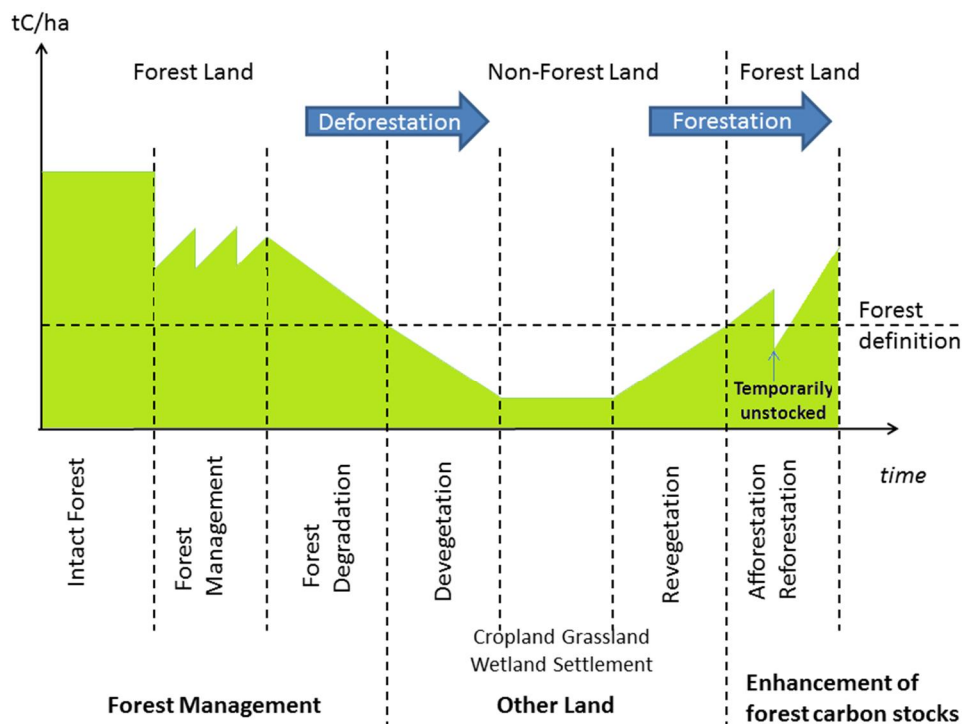 tC/ha
Forest Land
Non-Forest Land
Forest Land
Deforestation
Forestation
Forest
definition
Temporarily
unstocked
time
Intact Forest
Forest
Management
Forest
Degradation
Devegetation
Revegetation
Afforestation
Reforestation
Cropland Grassland
Wetland Settlement
Forest Management
Other Land
Enhancement of
forest carbon stocks